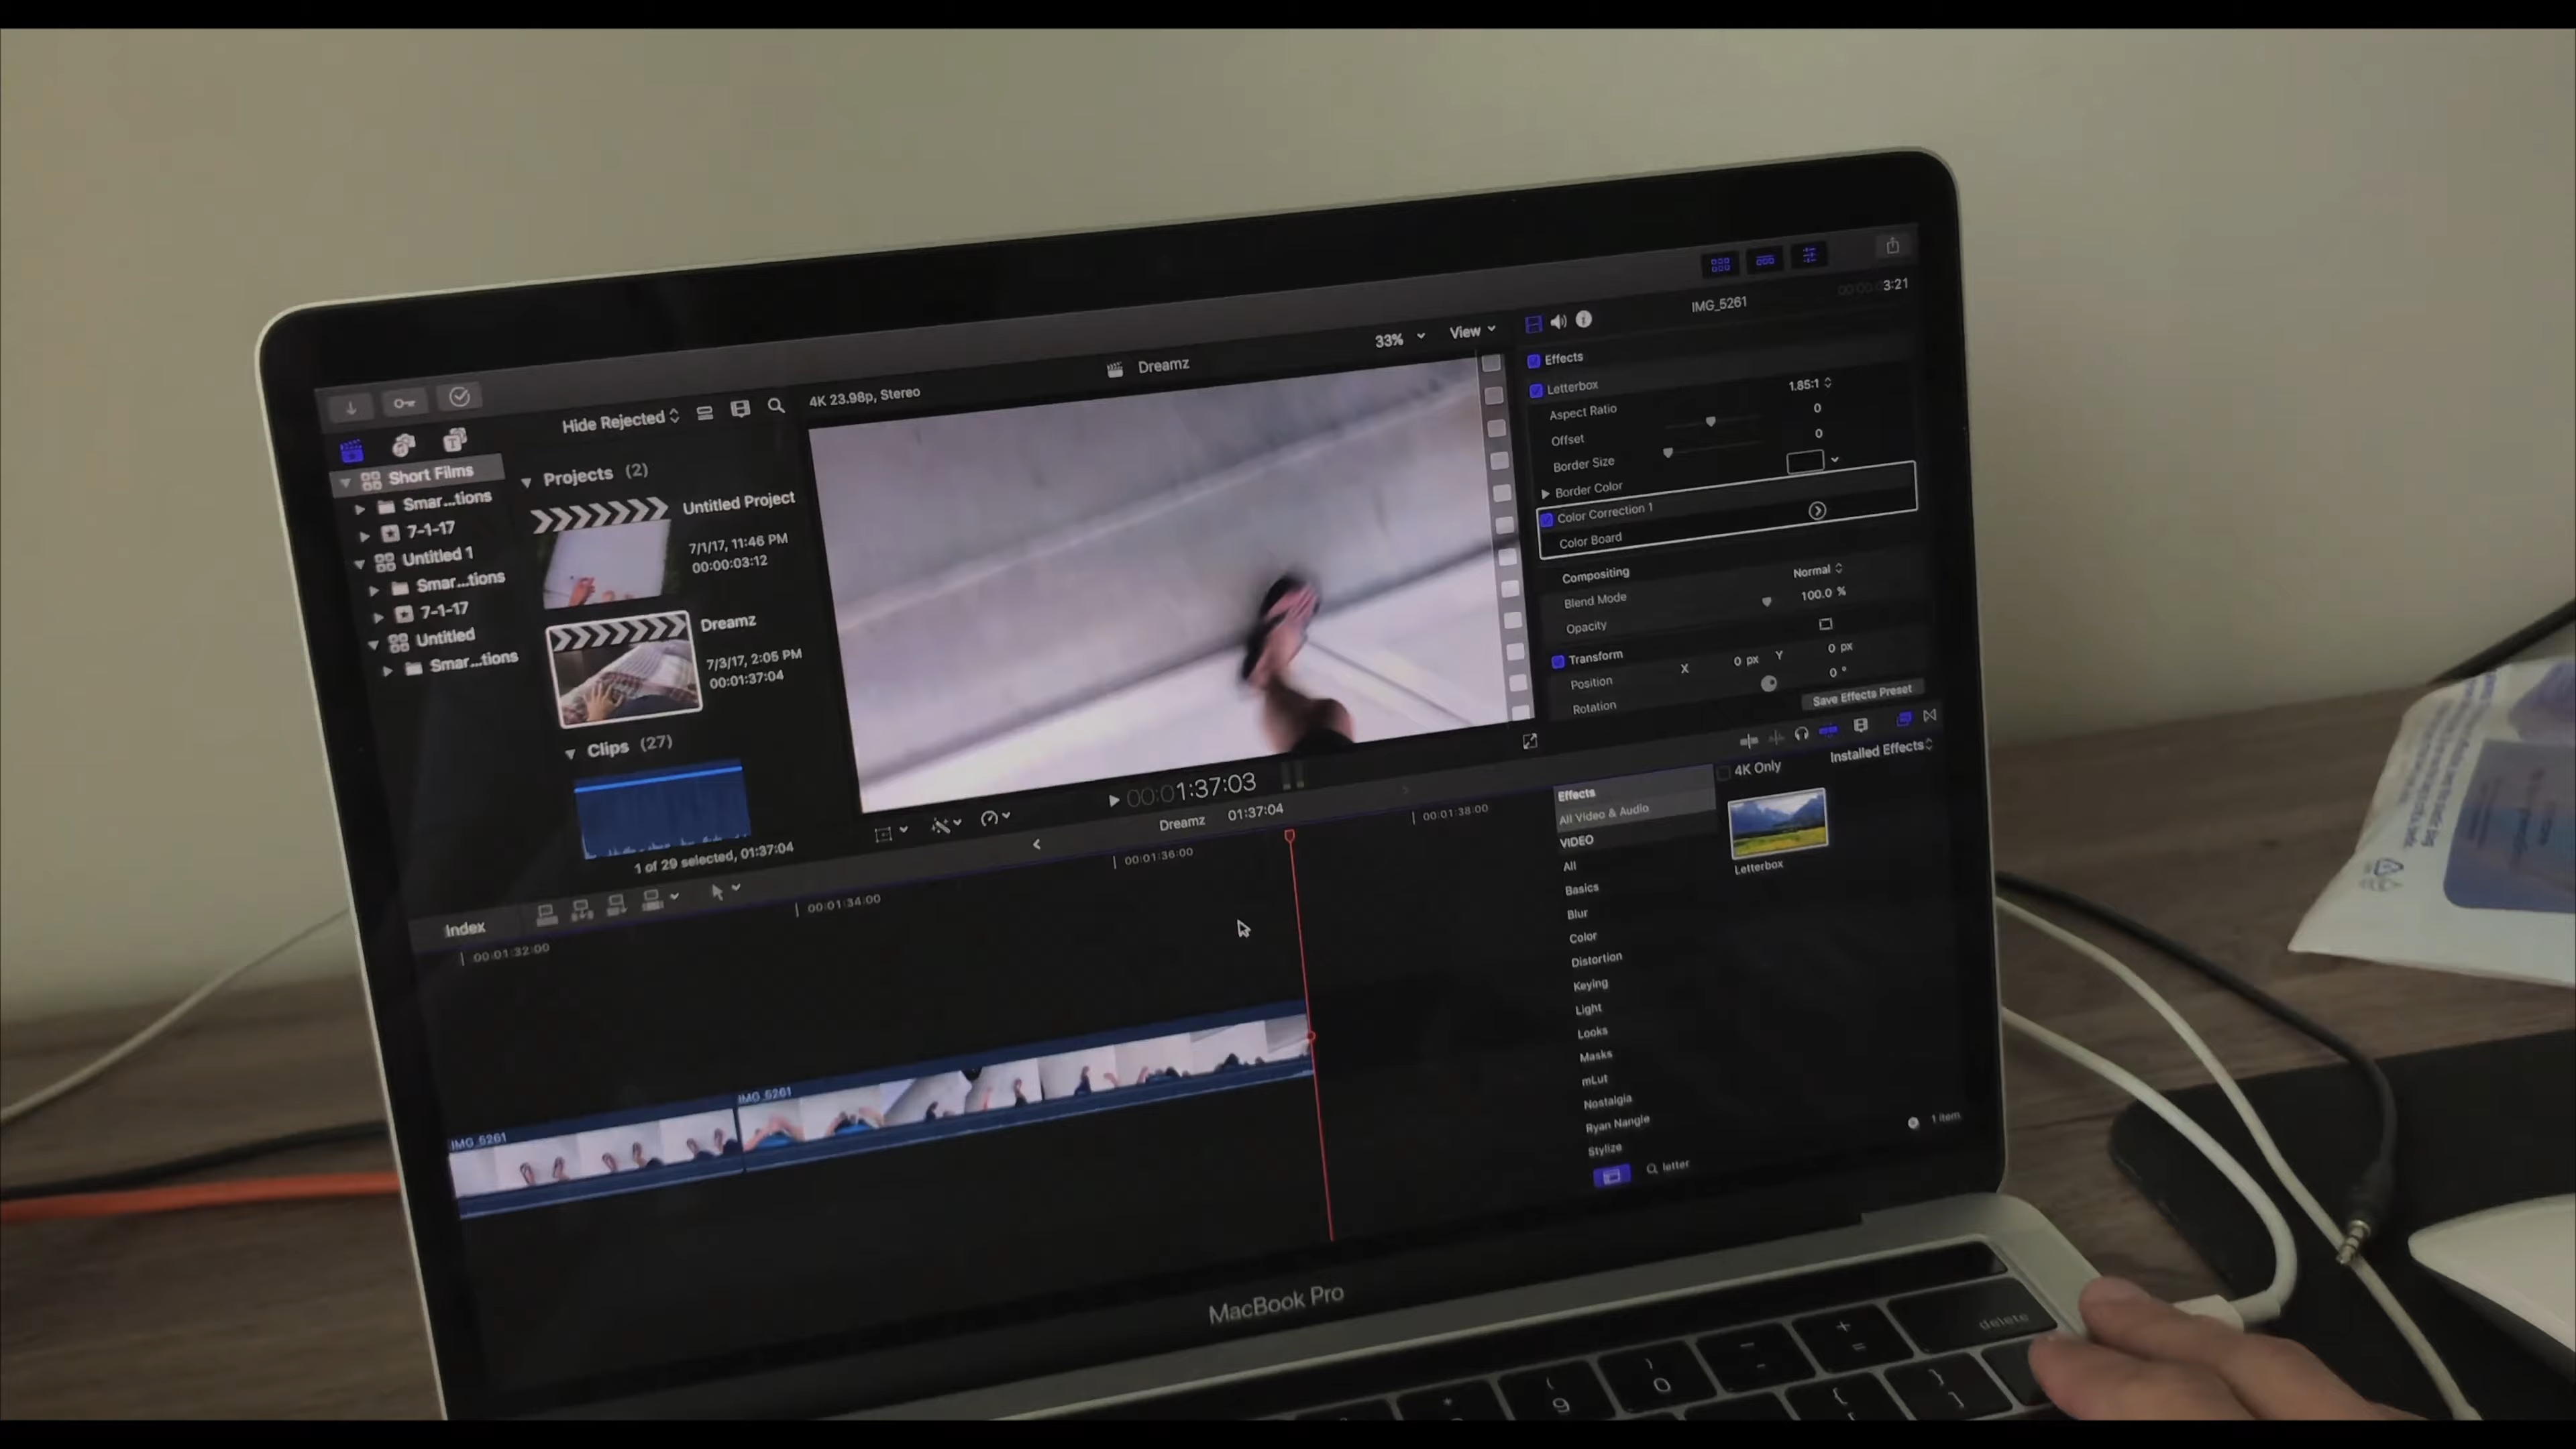 3:21
IMG_5261
33%
View
Dreamz
4K 23.98p, Stereo
Hide Rejected
Short Films
Smar...tions
7-1-17
Untitled 1
Smar...tions
7-1-17
Untitled
Smar...tions
Projects (2)
Untitled Project
7/1/17, 11:46 PM
00:00:03:12
Dreamz
7/3/17, 2:05 PM
00:01:37:04
Clips (27)
1 of 29 selected, 01:37:04
Effects
Letterbox
Aspect Ratio 1.85:1
Offset 0
Border Size 0
Border Color
Color Correction 1
Color Board
Compositing
Blend Mode Normal
Opacity 100.0 %
Transform
Position X 0 px Y 0 px
Rotation 0 °
Save Effects Preset
00:01:37:03
Dreamz 01:37:04
Index
00:01:32:00
00:01:34:00
00:01:36:00
00:01:38:00
IMG_5261
IMG_5261
Effects
4K Only
Installed Effects
All Video & Audio
VIDEO
All
Basics
Blur
Color
Distortion
Keying
Light
Looks
Masks
mLut
Nostalgia
Ryan Nangle
Stylize
Letterbox
letter
1 item
MacBook Pro
delete
+
=
_
-
)
0
(
9
*
}
]
{